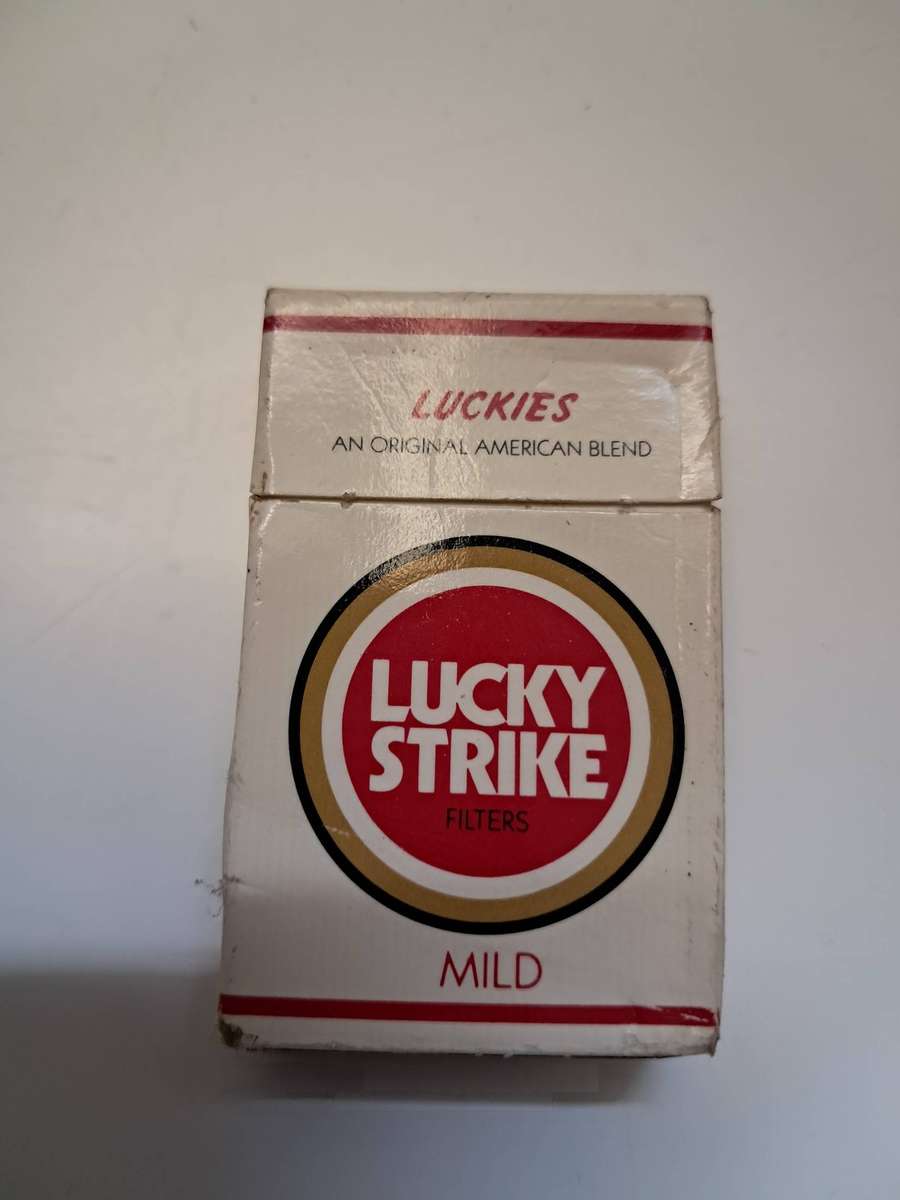 LUCKIES
AN ORIGINAL AMERICAN BLEND
LUCKY
STRIKE
FILTERS
MILD